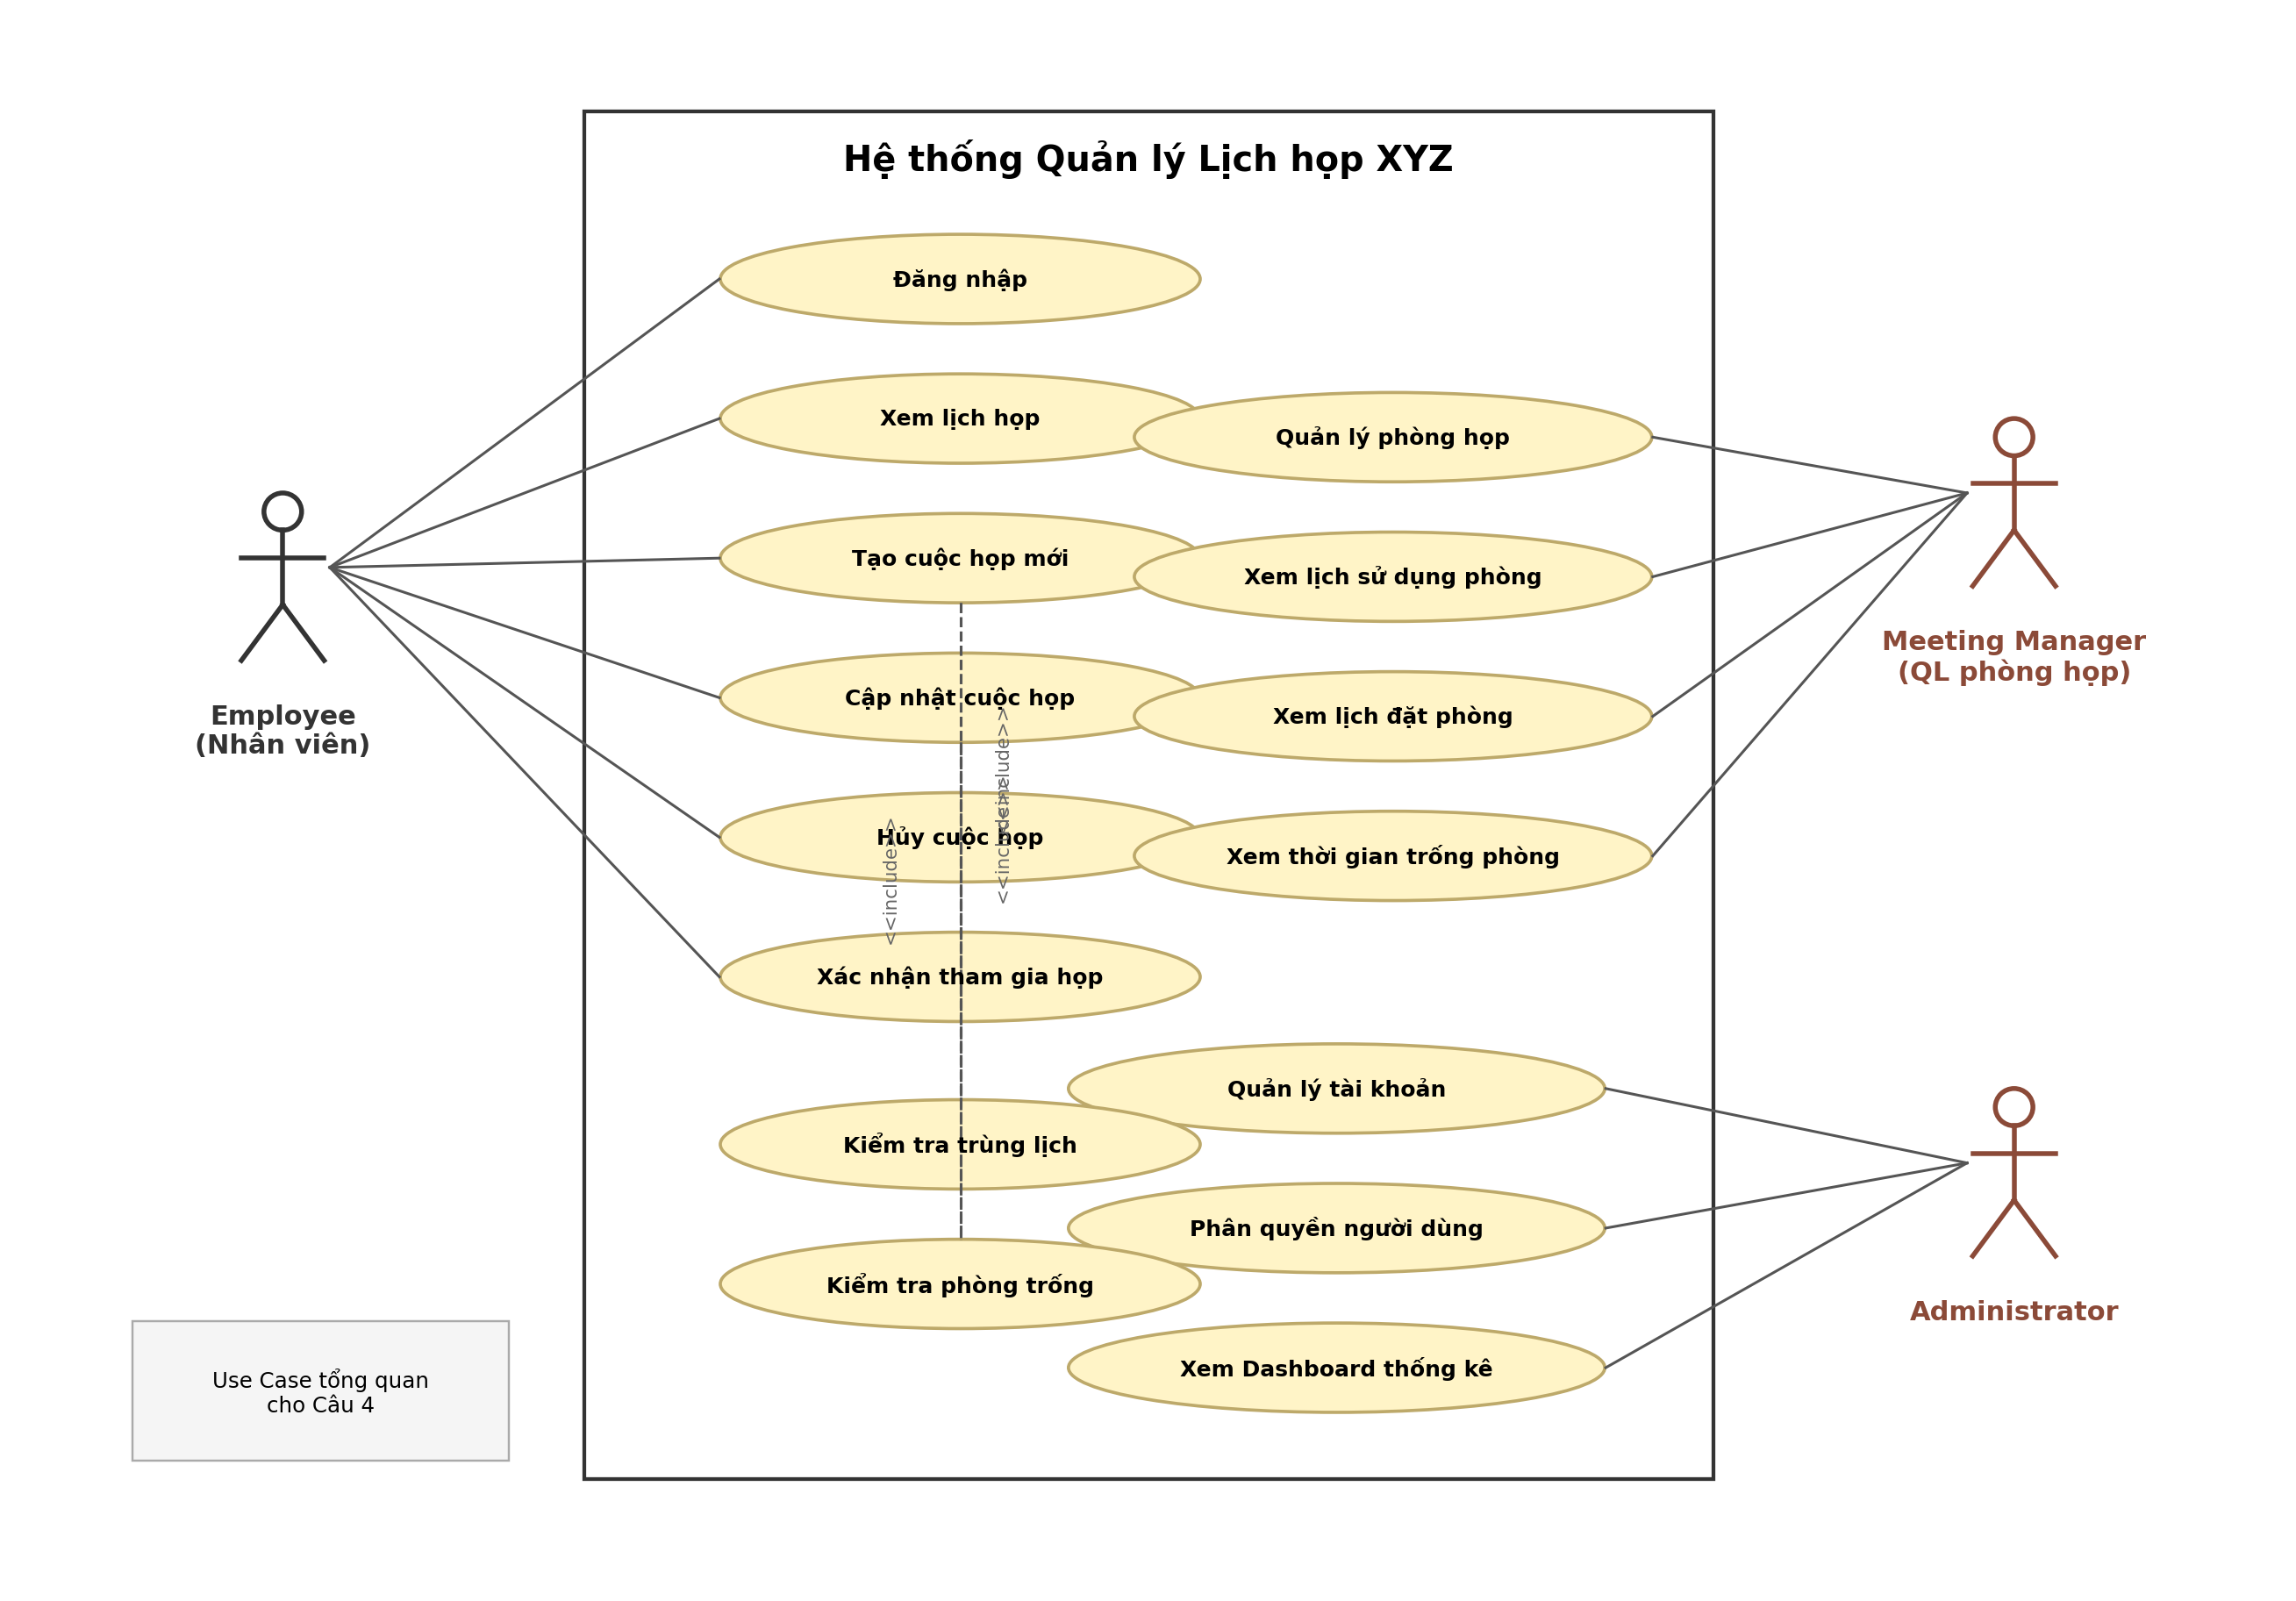 Hệ thống Quản lý Lịch họp XYZ
Đăng nhập
Xem lịch họp
Quản lý phòng họp
Tạo cuộc họp mới
Xem lịch sử dụng phòng
Cập nhật cuộc họp
Xem lịch đặt phòng
Hủy cuộc họp
Xem thời gian trống phòng
<<include>>
<<include>>
<<include>>
Xác nhận tham gia họp
Quản lý tài khoản
Kiểm tra trùng lịch
Phân quyền người dùng
Kiểm tra phòng trống
Xem Dashboard thống kê
Employee
(Nhân viên)
Meeting Manager
(QL phòng họp)
Administrator
Use Case tổng quan
cho Câu 4